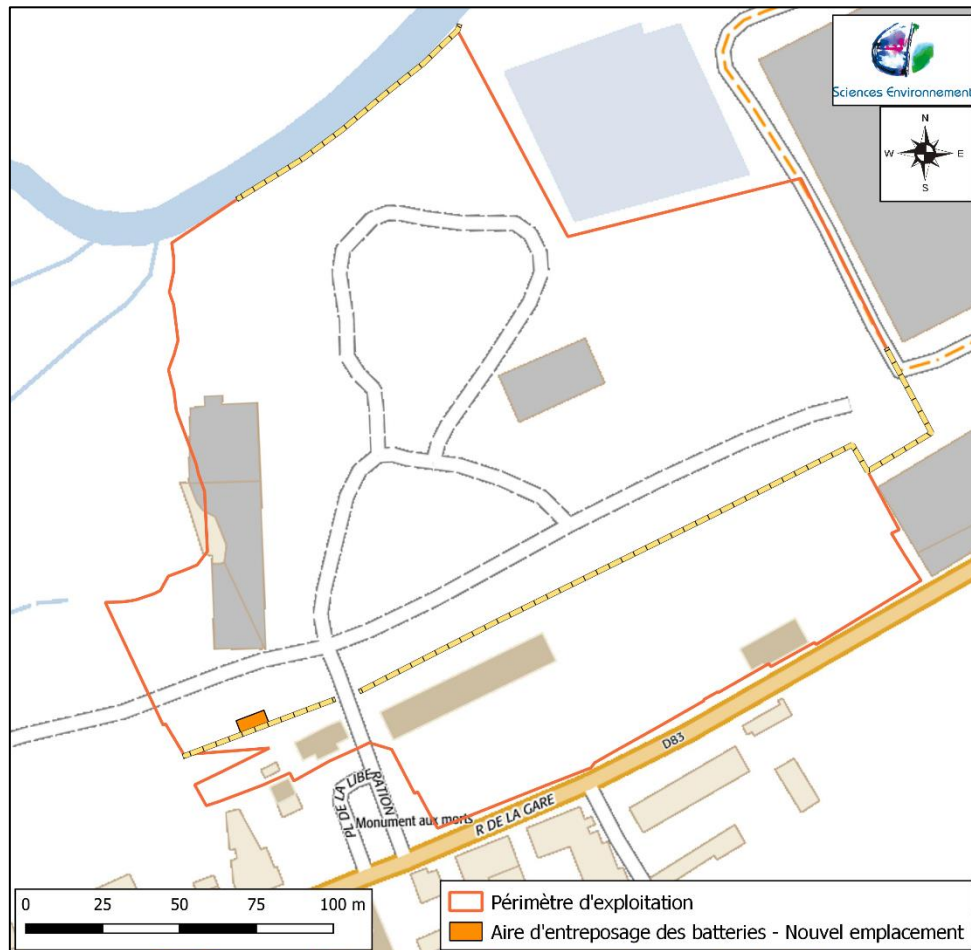 Sciences Environnement
N
W E
S
D83
R DE LA GARE
PL DE LA LIBERATION
Monument aux morts
0 25 50 75 100 m
Périmètre d'exploitation
Aire d'entreposage des batteries - Nouvel emplacement